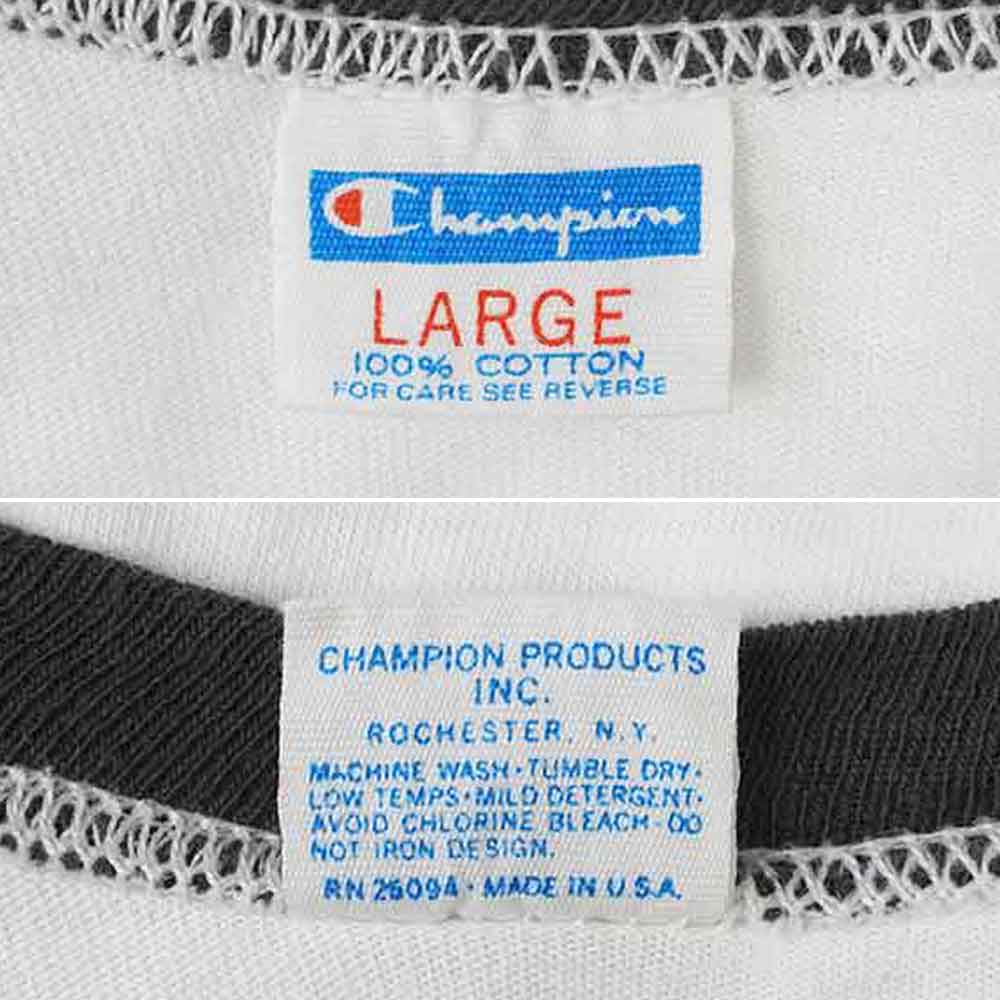 Champion
LARGE
100% COTTON
FOR CARE SEE REVERSE
CHAMPION PRODUCTS
INC.
ROCHESTER, N.Y.
MACHINE WASH·TUMBLE DRY·
LOW TEMPS·MILD DETERGENT·
AVOID CHLORINE BLEACH-DO
NOT IRON DESIGN.
RN 26094 · MADE IN U.S.A.